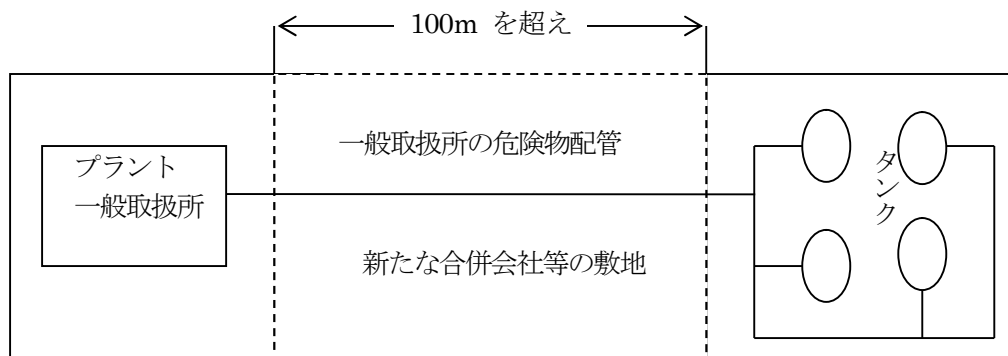 100m を超え
一般取扱所の危険物配管
プラント
一般取扱所
タンク
新たな合併会社等の敷地